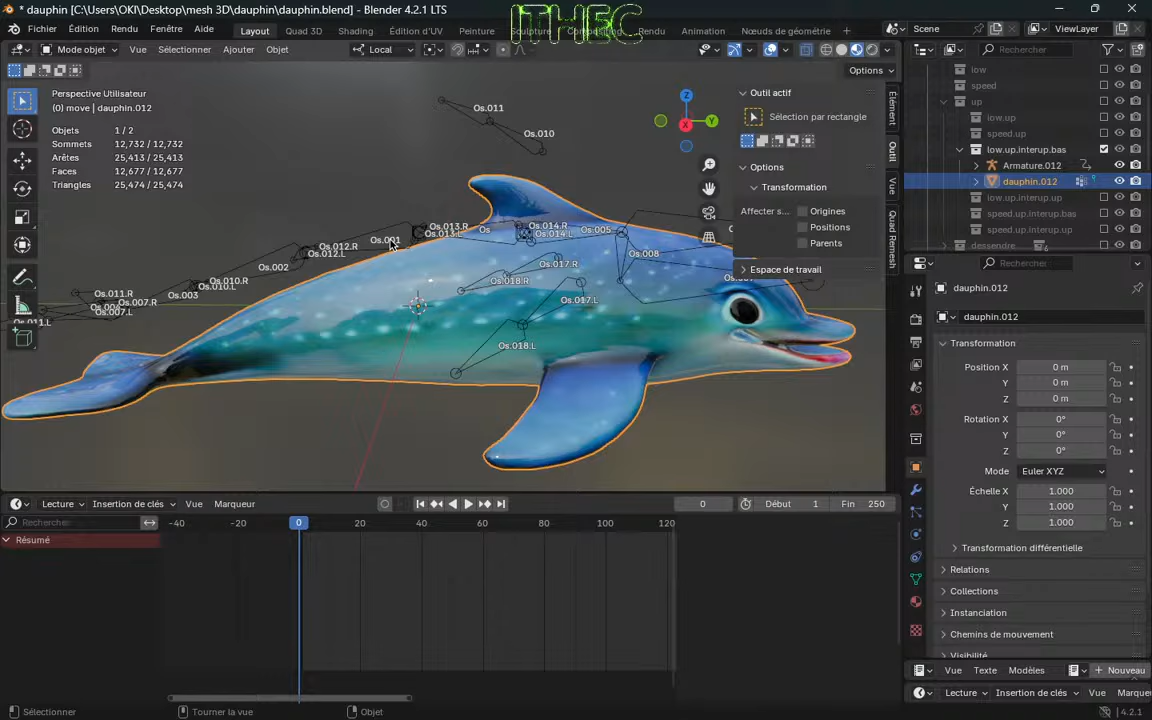 * dauphin [C:\Users\OKI\Desktop\mesh 3D\dauphin\dauphin.blend] - Blender 4.2.1 LTS
ITHEC
Fichier Édition Rendu Fenêtre Aide Layout Quad 3D Shading Édition d'UV Peinture Rendu Animation Nœuds de géométrie Scene ViewLayer
Mode objet Vue Sélectionner Ajouter Objet Local Rechercher
Options
low
speed
up
low.up
speed.up
low.up.interup.bas
Armature.012
dauphin.012
low.up.interup.up
speed.up.interup.bas
speed.up.interup.up
dessendre
Perspective Utilisateur
(0) move | dauphin.012
Objets 1 / 2
Sommets 12,732 / 12,732
Arêtes 25,413 / 25,413
Faces 12,677 / 12,677
Triangles 25,474 / 25,474
Os.011
Os.010
Os.013.R
Os.013.L
Os
Os.014.R
Os.014.L
Os.005
Os.001
Os.012.R
Os.012.L
Os.008
Os.002
Os.017.R
Os.018.R
Os.010.R
Os.010.L
Os.003
Os.011.R
Os.007.R
Os.007.L
Os.017.L
Os.018.L
Outil actif
Sélection par rectangle
Options
Transformation
Affecter s... Origines
Positions
Parents
Espace de travail
Élément
Outil
Vue
Quad Remesh
Rechercher
dauphin.012
dauphin.012
Transformation
Position X 0 m
Y 0 m
Z 0 m
Rotation X 0°
Y 0°
Z 0°
Mode Euler XYZ
Échelle X 1.000
Y 1.000
Z 1.000
Transformation différentielle
Relations
Collections
Instanciation
Chemins de mouvement
Visibilité
Lecture Insertion de clés Vue Marqueur 0 Début 1 Fin 250
Rechercher -40 -20 0 20 40 60 80 100 120
Résumé
Vue Texte Modèles Nouveau
Lecture Insertion de clés Vue Marqueur
Sélectionner Tourner la vue Objet 4.2.1